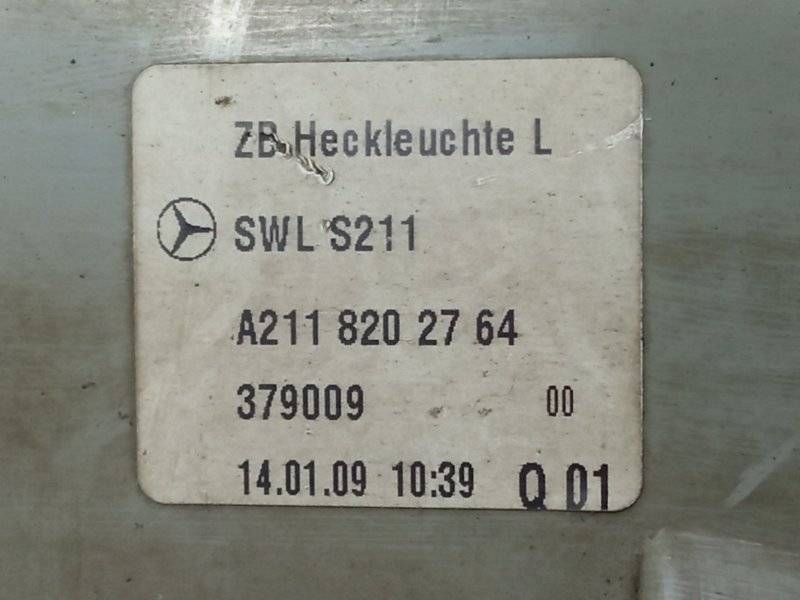 ZB Heckleuchte L
SWL S211
A211 820 27 64
379009 00
14.01.09 10:39 Q 01